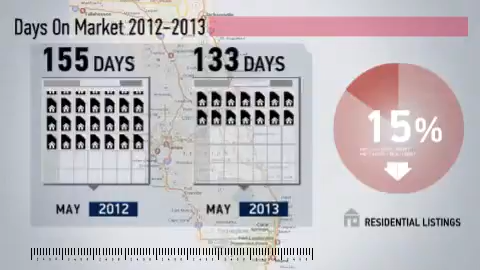 Days On Market 2012-2013
155 DAYS
133 DAYS
15%
MAY 2012
MAY 2013
RESIDENTIAL LISTINGS